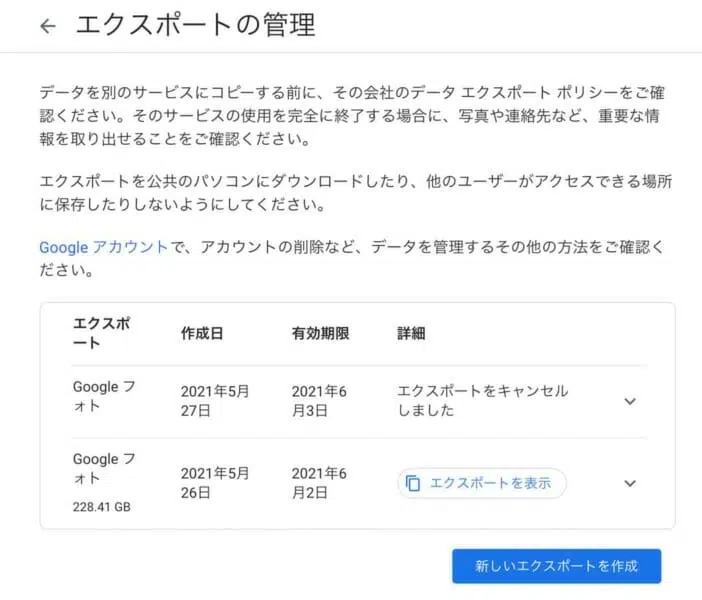 エクスポートの管理
データを別のサービスにコピーする前に、その会社のデータ エクスポート ポリシーをご確
認ください。そのサービスの使用を完全に終了する場合に、写真や連絡先など、重要な情
報を取り出せることをご確認ください。
エクスポートを公共のパソコンにダウンロードしたり、他のユーザーがアクセスできる場所
に保存したりしないようにしてください。
Google アカウントで、アカウントの削除など、データを管理するその他の方法をご確認く
ださい。
エクスポ
ート
作成日
有効期限
詳細
Google フ
ォト
2021年5月
27日
2021年6
月3日
エクスポートをキャンセル
しました
Google フ
ォト
228.41 GB
2021年5月
26日
2021年6
月2日
エクスポートを表示
新しいエクスポートを作成